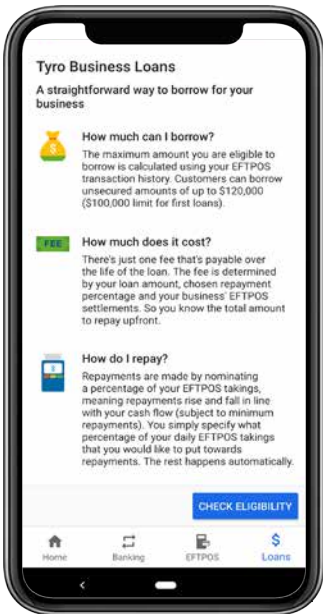 Tyro Business Loans
A straightforward way to borrow for your
business
How much can I borrow?
The maximum amount you are eligible to
borrow is calculated using your EFTPOS
transaction history. Customers can borrow
unsecured amounts of up to $120,000
($100,000 limit for first loans).
FEE
How much does it cost?
There's just one fee that's payable over
the life of the loan. The fee is determined
by your loan amount, chosen repayment
percentage and your business' EFTPOS
settlements. So you know the total amount
to repay upfront.
How do I repay?
Repayments are made by nominating
a percentage of your EFTPOS takings,
meaning repayments rise and fall in line
with your cash flow (subject to minimum
repayments). You simply specify what
percentage of your daily EFTPOS takings
that you would like to put towards
repayments. The rest happens automatically.
CHECK ELIGIBILITY
Home Banking EFTPOS Loans